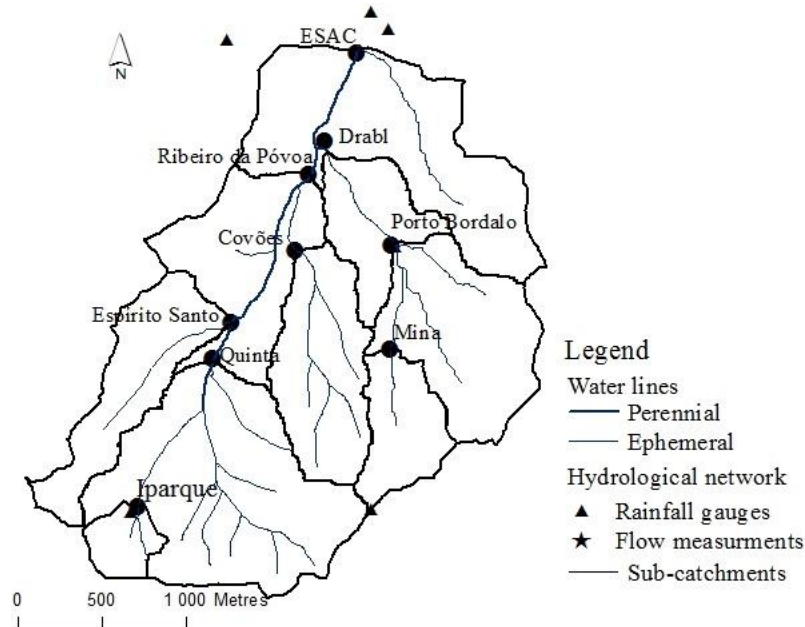 ESAC
N
Drabl
Ribeiro da Póvoa
Porto Bordalo
Covões
Espirito Santo
Mina
Quinta
Iparque
Legend
Water lines
Perennial
Ephemeral
Hydrological network
Rainfall gauges
Flow measurments
Sub-catchments
0 500 1 000 Metres